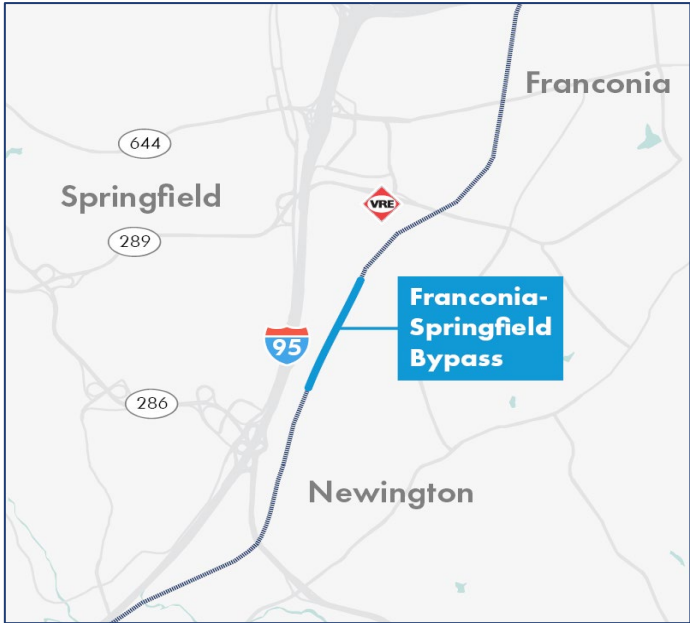 Franconia
644
Springfield
VRE
289
Franconia-
Springfield
Bypass
95
286
Newington